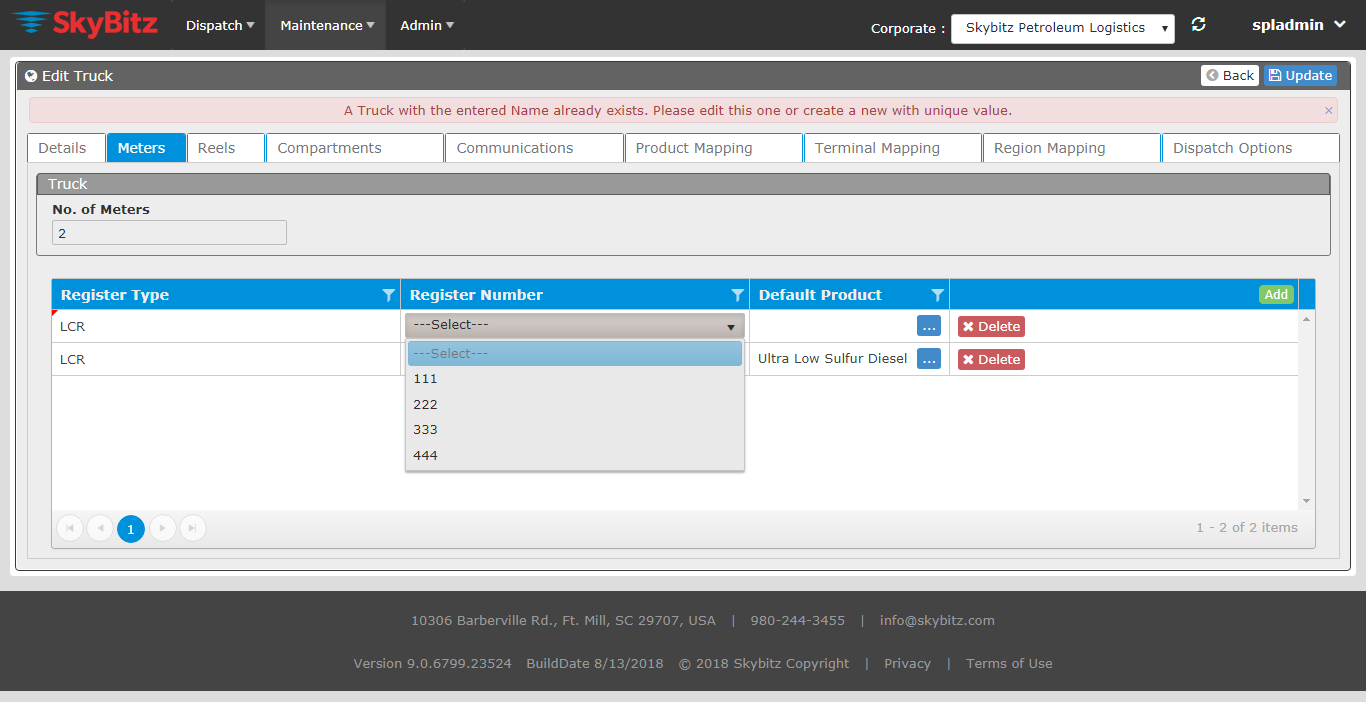 SkyBitz Dispatch Maintenance Admin Corporate : Skybitz Petroleum Logistics spladmin
Edit Truck Back Update
A Truck with the entered Name already exists. Please edit this one or create a new with unique value. ×
Details Meters Reels Compartments Communications Product Mapping Terminal Mapping Region Mapping Dispatch Options
Truck
No. of Meters
2
Register Type Register Number Default Product Add
LCR ---Select--- ... Delete
LCR ---Select--- Ultra Low Sulfur Diesel ... Delete
111
222
333
444
1 1 - 2 of 2 items
10306 Barberville Rd., Ft. Mill, SC 29707, USA | 980-244-3455 | info@skybitz.com
Version 9.0.6799.23524 BuildDate 8/13/2018 © 2018 Skybitz Copyright | Privacy | Terms of Use